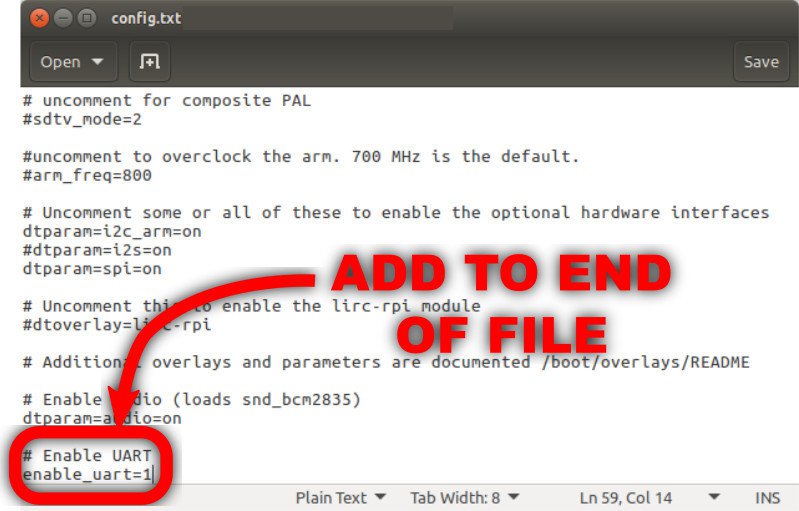 config.txt
Open
Save
# uncomment for composite PAL
#sdtv_mode=2
#uncomment to overclock the arm. 700 MHz is the default.
#arm_freq=800
# Uncomment some or all of these to enable the optional hardware interfaces
dtparam=i2c_arm=on
#dtparam=i2s=on
dtparam=spi=on
ADD TO END
OF FILE
# Uncomment this to enable the lirc-rpi module
#dtoverlay=lirc-rpi
# Additional overlays and parameters are documented /boot/overlays/README
# Enable audio (loads snd_bcm2835)
dtparam=audio=on
# Enable UART
enable_uart=1
Plain Text Tab Width: 8 Ln 59, Col 14 INS